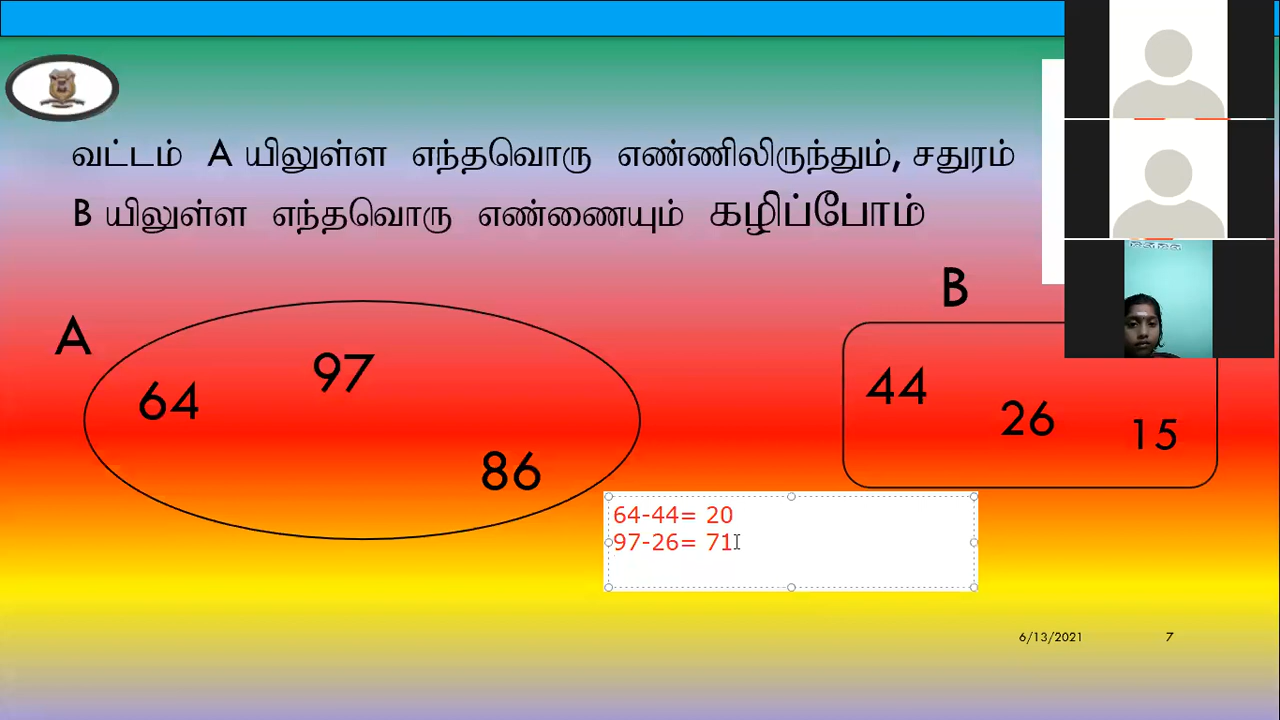 வட்டம் A யிலுள்ள எந்தவொரு எண்ணிலிருந்தும், சதுரம்
B யிலுள்ள எந்தவொரு எண்ணையும் கழிப்போம்
A
B
64
97
86
44
26
15
64-44= 20
97-26= 71
6/13/2021
7